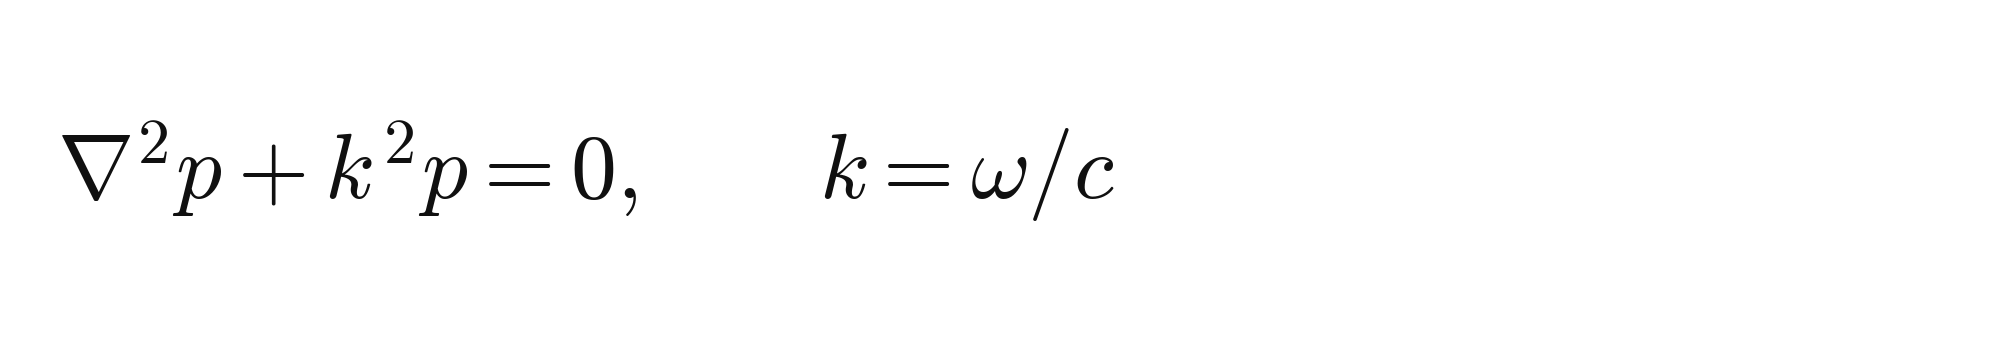 ∇²p + k²p = 0, k = ω/c